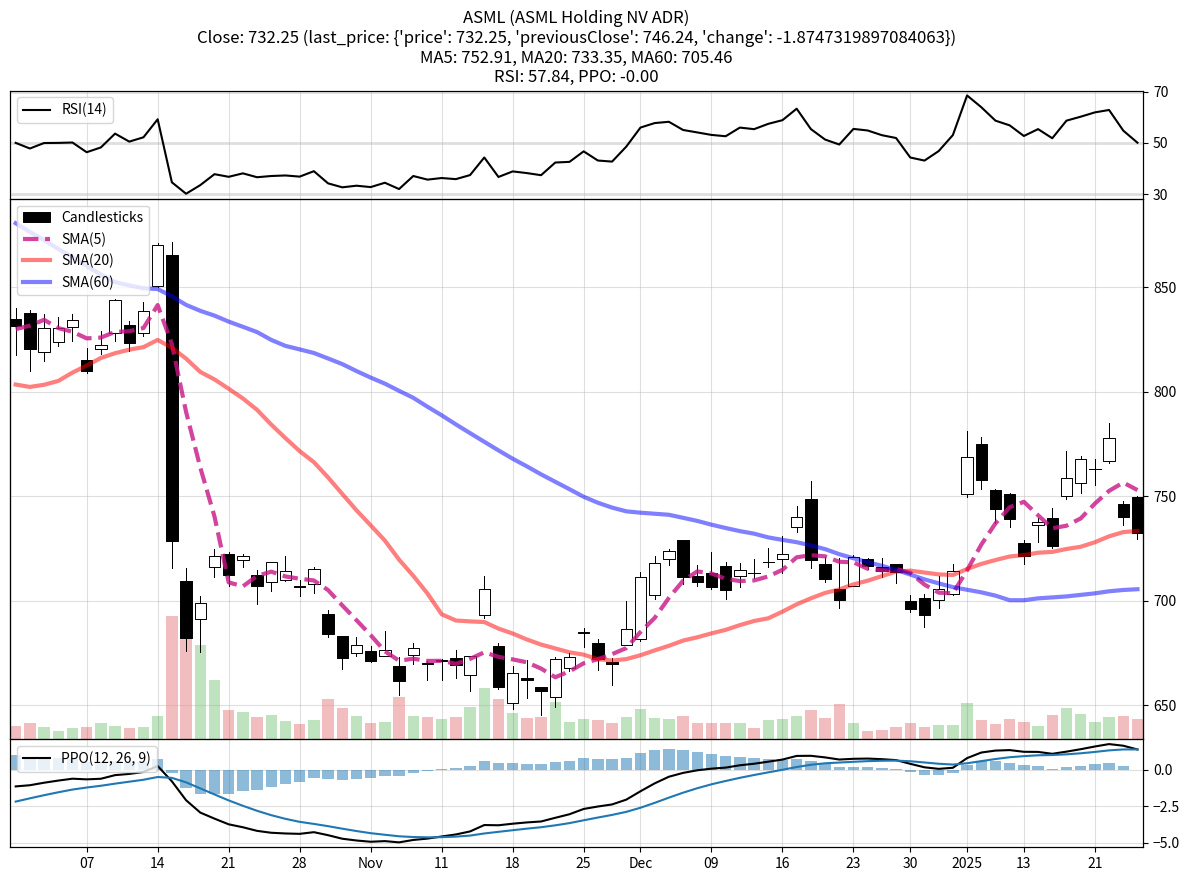 ASML (ASML Holding NV ADR)
Close: 732.25 (last_price: {'price': 732.25, 'previousClose': 746.24, 'change': -1.8747319897084063})
MA5: 752.91, MA20: 733.35, MA60: 705.46
RSI: 57.84, PPO: -0.00
RSI(14)
70
50
30
Candlesticks
SMA(5)
SMA(20)
SMA(60)
850
800
750
700
650
PPO(12, 26, 9)
0.0
−2.5
−5.0
07 14 21 28 Nov 11 18 25 Dec 09 16 23 30 2025 13 21